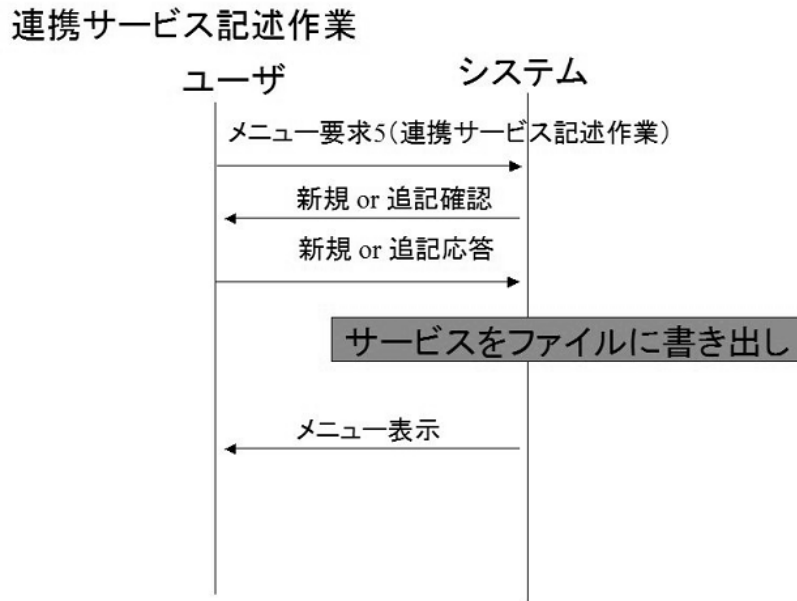 連携サービス記述作業
ユーザ
システム
メニュー要求5(連携サービス記述作業)
新規 or 追記確認
新規 or 追記応答
サービスをファイルに書き出し
メニュー表示